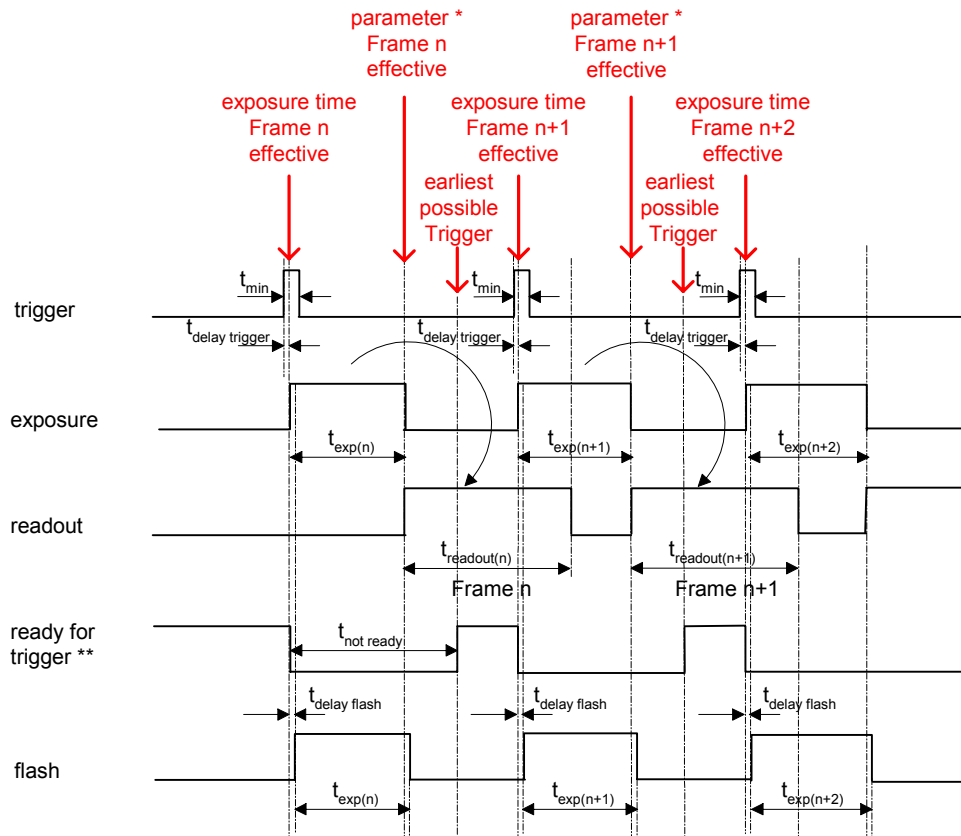 parameter *
Frame n
effective
parameter *
Frame n+1
effective
exposure time
Frame n
effective
exposure time
Frame n+1
effective
exposure time
Frame n+2
effective
earliest
possible
Trigger
earliest
possible
Trigger
trigger
tmin
tmin
tmin
tdelay trigger
tdelay trigger
tdelay trigger
exposure
texp(n)
texp(n+1)
texp(n+2)
readout
treadout(n)
treadout(n+1)
Frame n
Frame n+1
ready for
trigger **
tnot ready
tdelay flash
tdelay flash
tdelay flash
flash
texp(n)
texp(n+1)
texp(n+2)